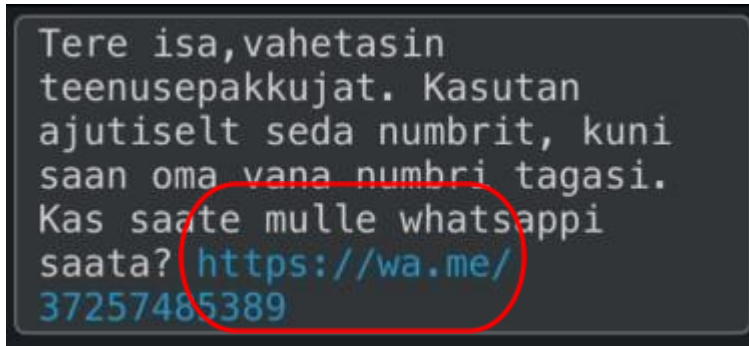 Tere isa,vahetasin
teenusepakkujat. Kasutan
ajutiselt seda numbrit, kuni
saan oma vana numbri tagasi.
Kas saate mulle whatsappi
saata? https://wa.me/
37257485389